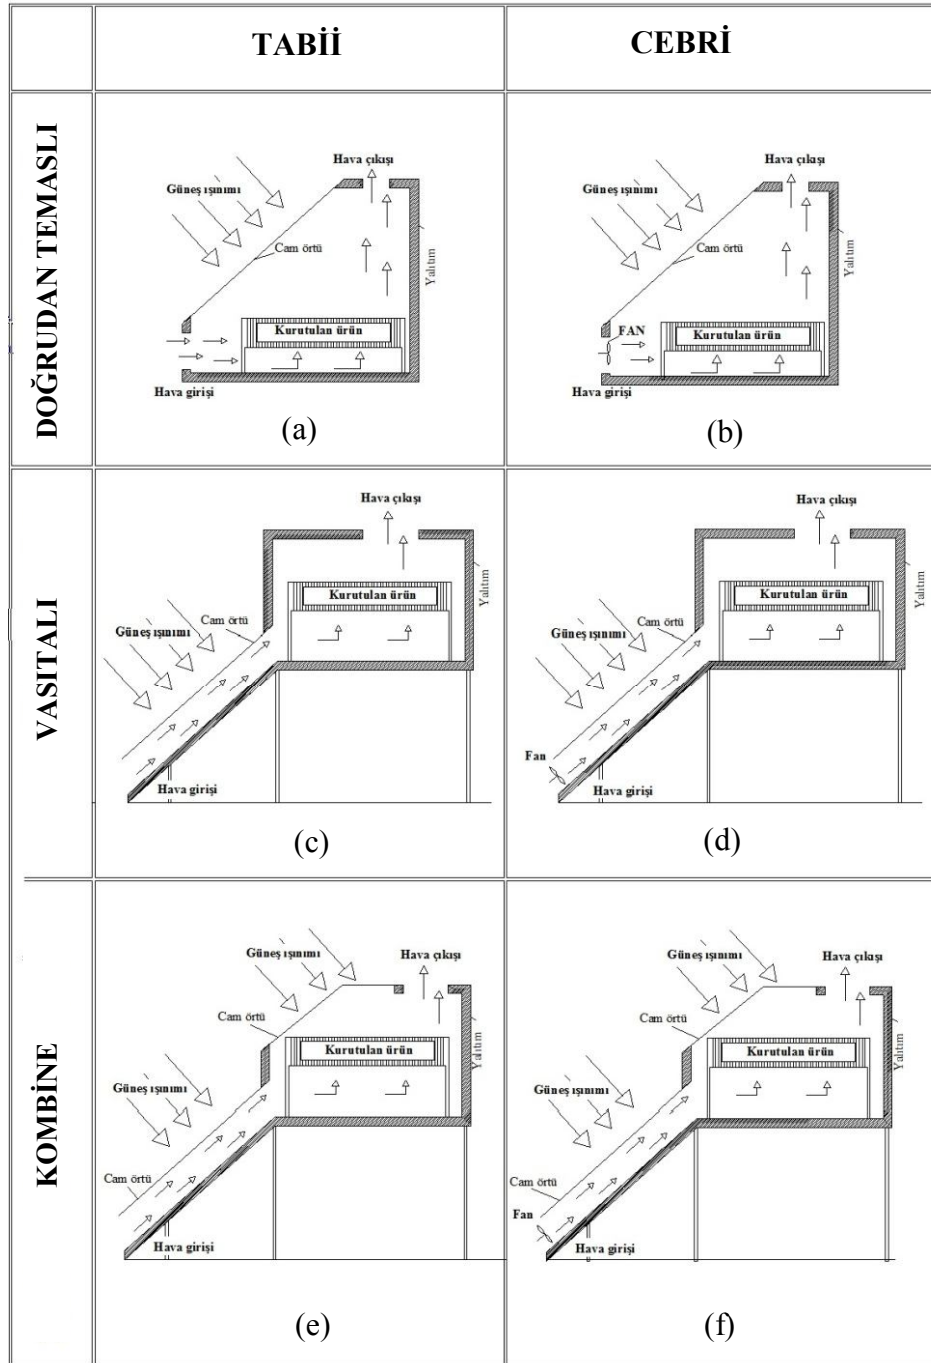 TABİİ
CEBRİ
DOĞRUDAN TEMASLI
Hava çıkışı
Güneş ışınımı
Cam örtü
Yalıtım
Kurutulan ürün
Hava girişi
(a)
Hava çıkışı
Güneş ışınımı
Cam örtü
Yalıtım
FAN
Kurutulan ürün
Hava girişi
(b)
VASITALI
Hava çıkışı
Yalıtım
Kurutulan ürün
Cam örtü
Güneş ışınımı
Hava girişi
(c)
Hava çıkışı
Yalıtım
Kurutulan ürün
Cam örtü
Güneş ışınımı
Fan
Hava girişi
(d)
KOMBİNE
Güneş ışınımı
Hava çıkışı
Cam örtü
Yalıtım
Kurutulan ürün
Güneş ışınımı
Cam örtü
Hava girişi
(e)
Güneş ışınımı
Hava çıkışı
Cam örtü
Yalıtım
Kurutulan ürün
Güneş ışınımı
Cam örtü
Fan
Hava girişi
(f)